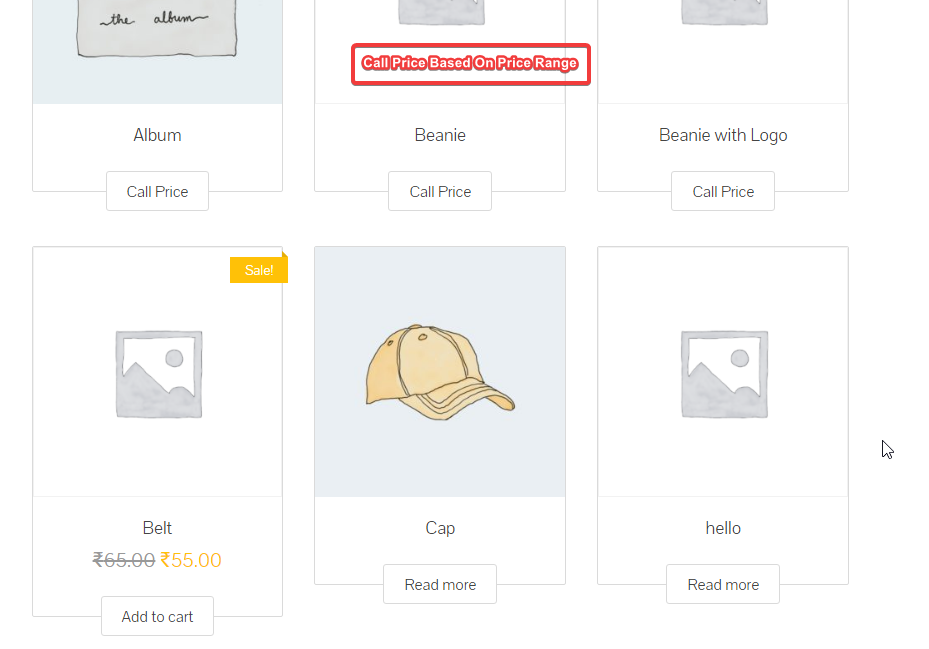 the album
Call Price Based On Price Range
Album
Beanie
Beanie with Logo
Call Price
Call Price
Call Price
Sale!
Belt
Cap
hello
₹65.00 ₹55.00
Read more
Read more
Add to cart